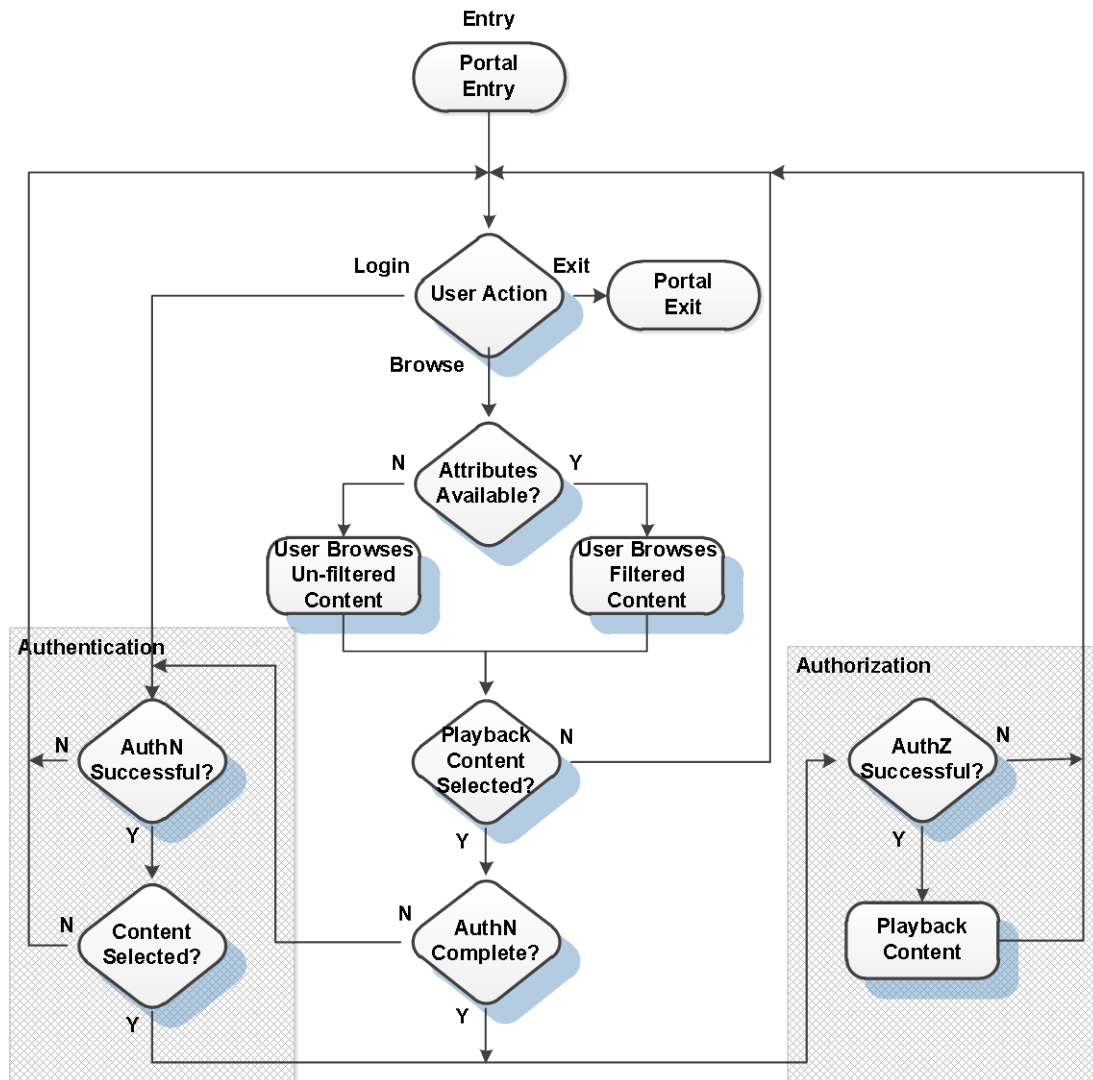 Entry
Portal
Entry
Login
Exit
User Action
Portal
Exit
Browse
N
Attributes
Available?
Y
User Browses
Un-filtered
Content
User Browses
Filtered
Content
Authentication
Authorization
N
AuthN
Successful?
Y
Playback
Content
Selected?
N
Y
AuthZ
Successful?
N
Y
N
Content
Selected?
Y
N
AuthN
Complete?
Y
Playback
Content